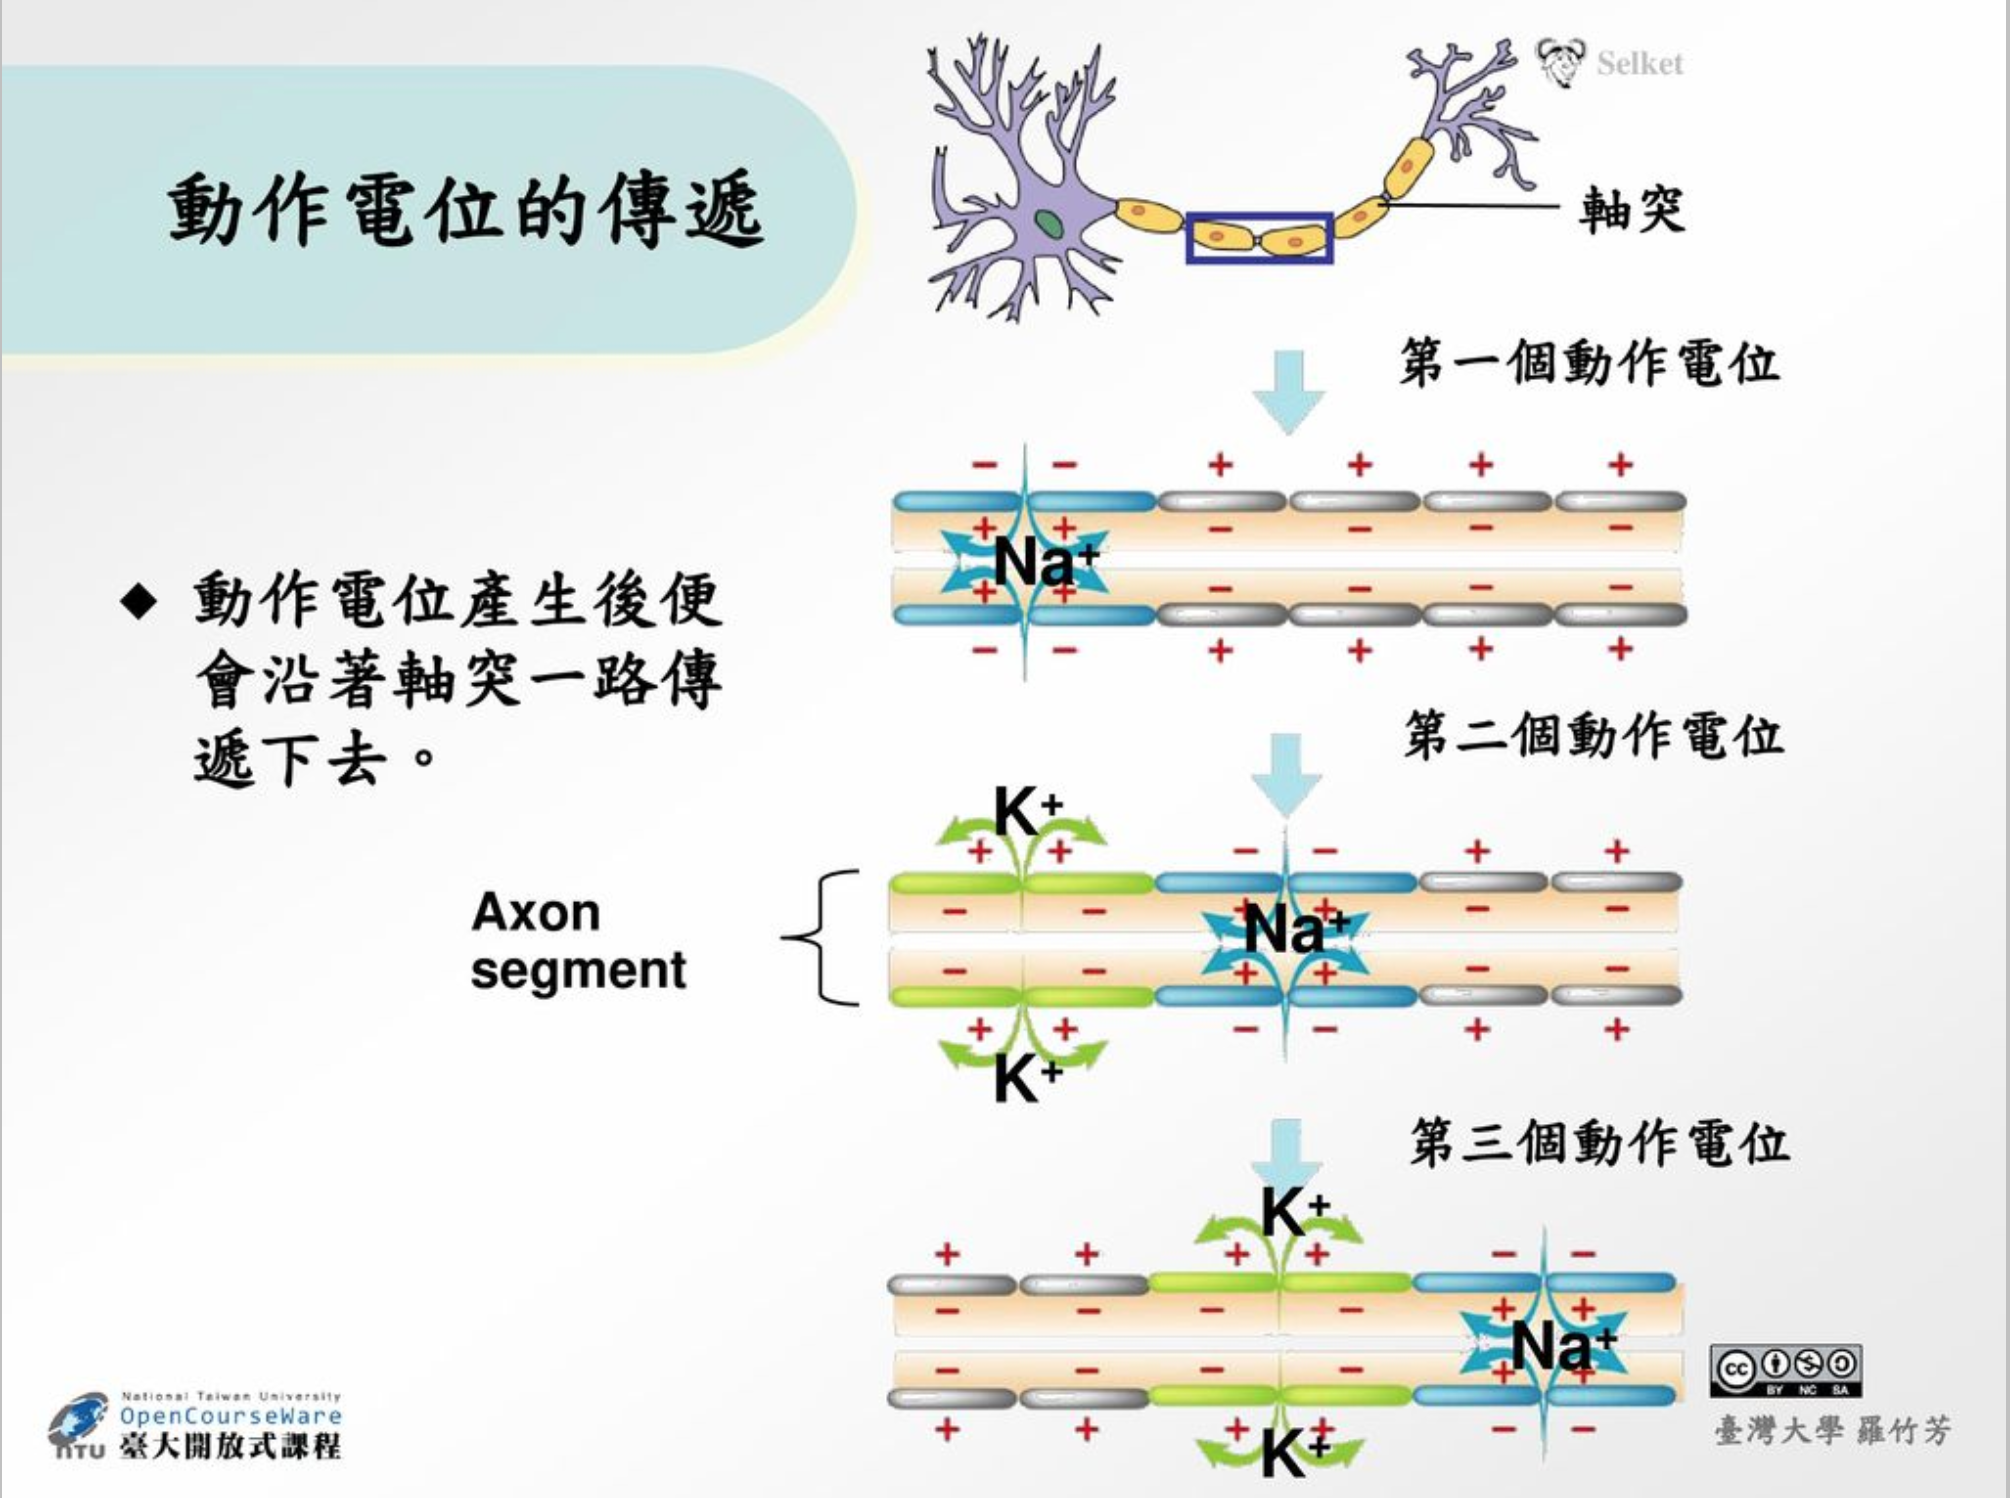 Selket
動作電位的傳遞
軸突
第一個動作電位
− − + + + +
+ + − − − −
Na+
+ + − − − −
− − + + + +
◆ 動作電位產生後便
會沿著軸突一路傳
遞下去。
第二個動作電位
K+
+ + − − + +
− − + + − −
Axon
segment
Na+
− − + + − −
+ + − − + +
K+
第三個動作電位
K+
+ + + + − −
− − − − + +
Na+
− − − − + +
+ + + + − −
K+
National Taiwan University
OpenCourseWare
NTU 臺大開放式課程
cc
BY NC SA
臺灣大學 羅竹芳